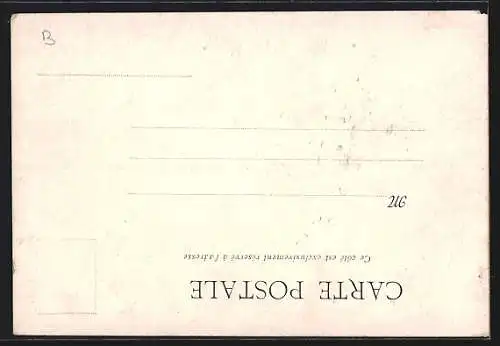 CARTE POSTALE
Ce côté est exclusivement réservé à l'adresse
M
B